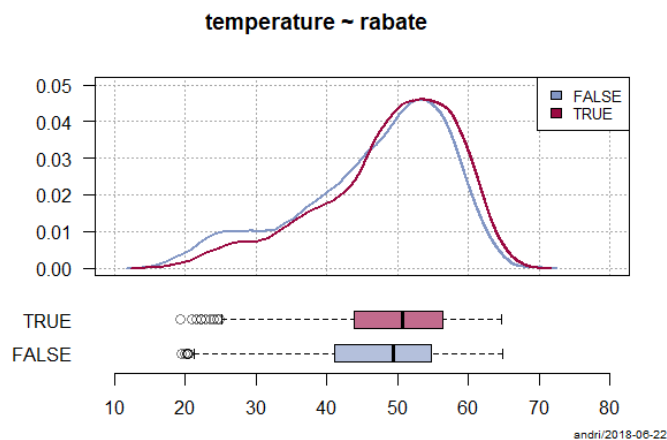 temperature ~ rabate
0.05
0.04
0.03
0.02
0.01
0.00
FALSE
TRUE
TRUE
FALSE
10 20 30 40 50 60 70 80
andri/2018-06-22